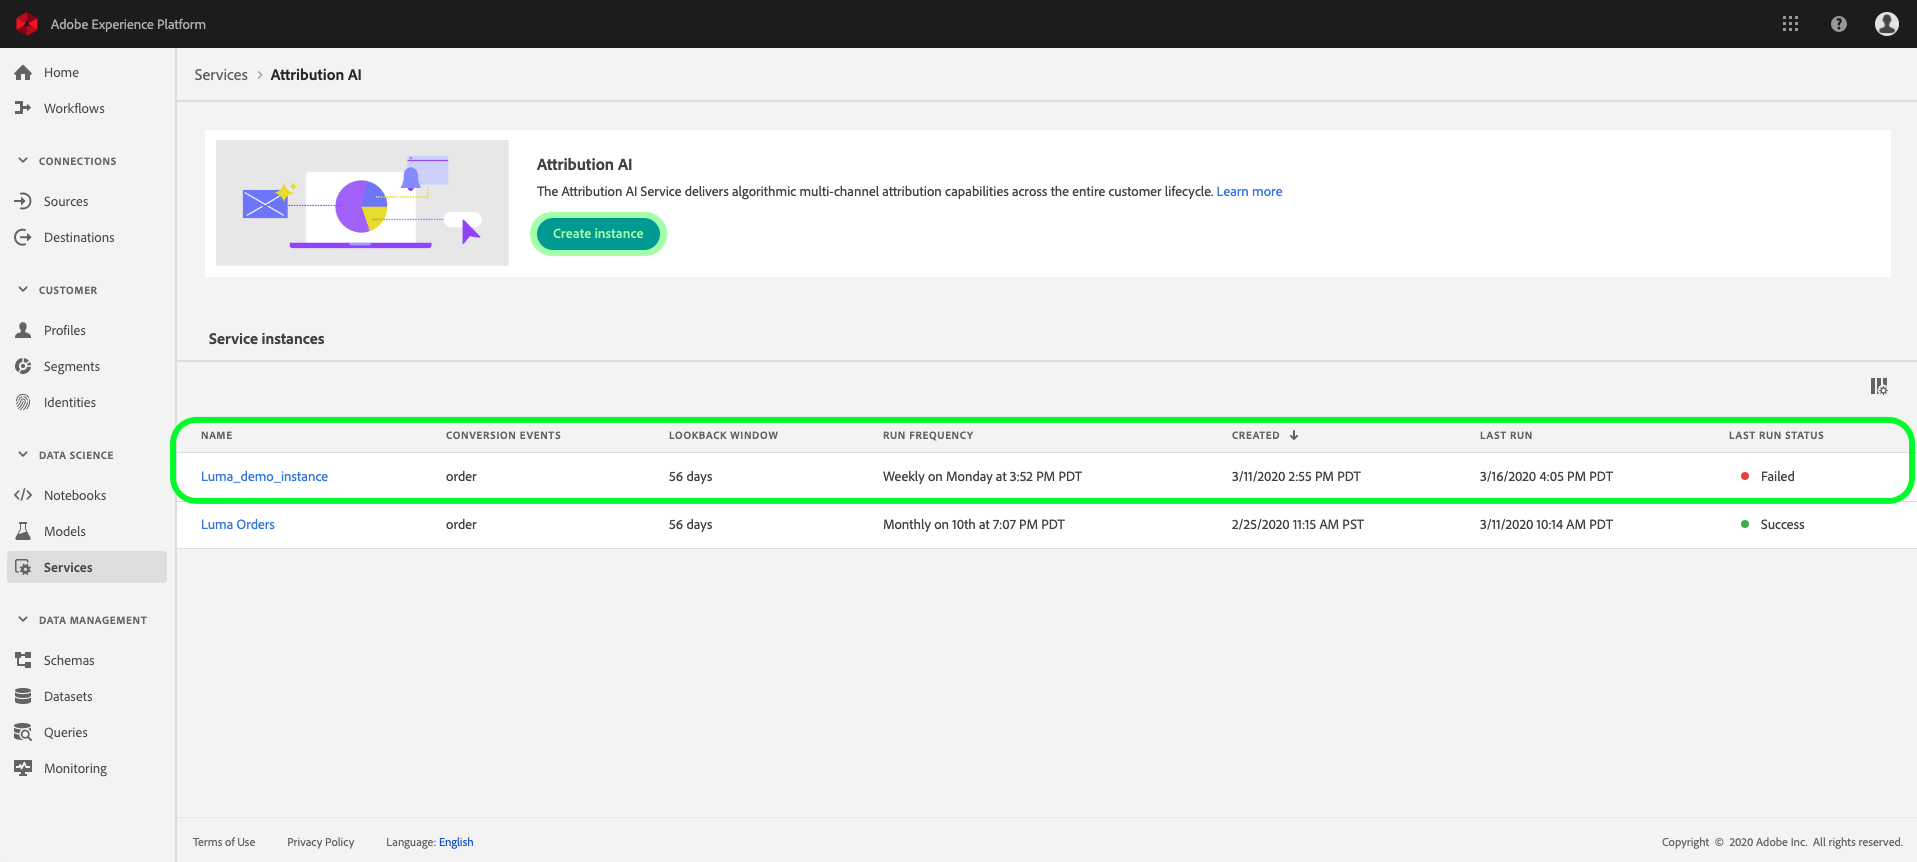 Adobe Experience Platform
Home
Workflows
CONNECTIONS
Sources
Destinations
CUSTOMER
Profiles
Segments
Identities
DATA SCIENCE
Notebooks
Models
Services
DATA MANAGEMENT
Schemas
Datasets
Queries
Monitoring
Services > Attribution AI
Attribution AI
The Attribution AI Service delivers algorithmic multi-channel attribution capabilities across the entire customer lifecycle. Learn more
Create instance
Service instances
NAME CONVERSION EVENTS LOOKBACK WINDOW RUN FREQUENCY CREATED ↓ LAST RUN LAST RUN STATUS
Luma_demo_instance order 56 days Weekly on Monday at 3:52 PM PDT 3/11/2020 2:55 PM PDT 3/16/2020 4:05 PM PDT Failed
Luma Orders order 56 days Monthly on 10th at 7:07 PM PDT 2/25/2020 11:15 AM PST 3/11/2020 10:14 AM PDT Success
Terms of Use Privacy Policy Language: English Copyright © 2020 Adobe Inc. All rights reserved.